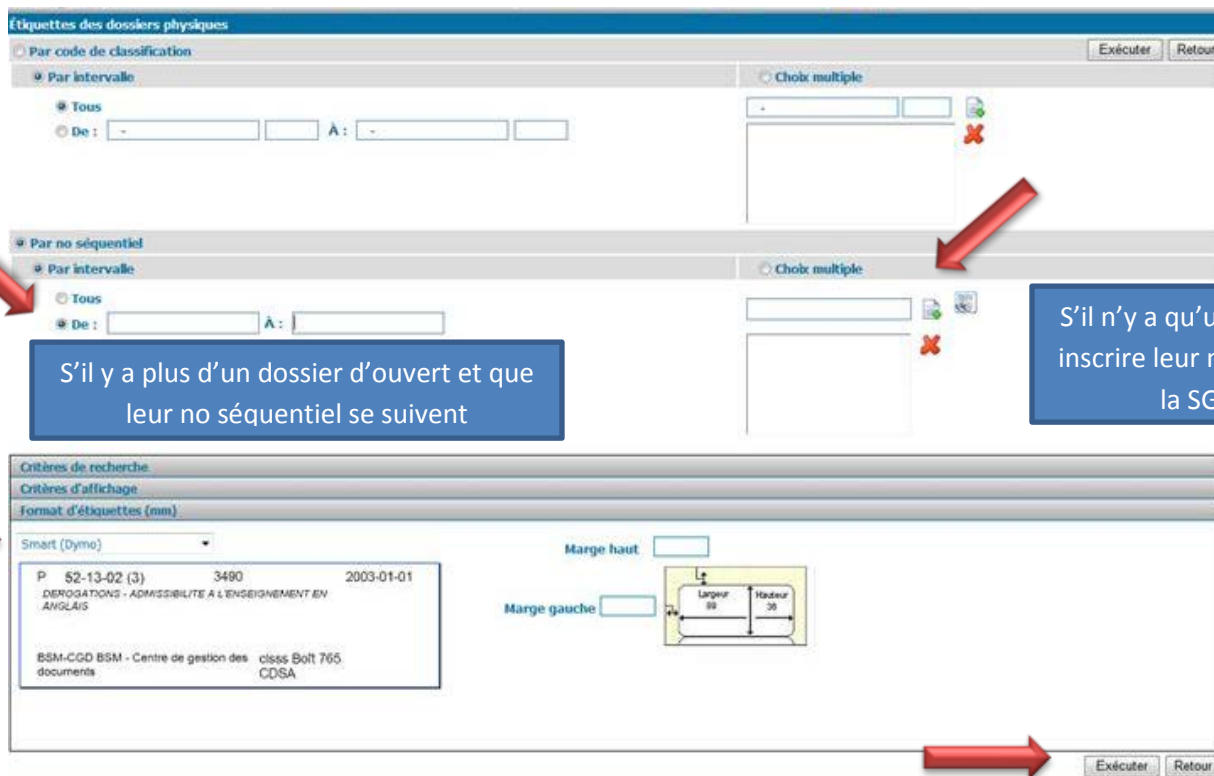 Étiquettes des dossiers physiques
Par code de classification
Exécuter Retour
Par intervalle
Choix multiple
Tous
-
De : - À : -
Par no séquentiel
Par intervalle
Choix multiple
Tous
De : À :
S'il y a plus d'un dossier d'ouvert et que
leur no séquentiel se suivent
S'il n'y a qu'u
inscrire leur
la SG
Critères de recherche
Critères d'affichage
Format d'étiquettes (mm)
Smart (Dymo)
Marge haut
P 52-13-02 (3) 3490 2003-01-01
DEROGATIONS - ADMISSIBILITE A L'ENSEIGNEMENT EN
ANGLAIS
Marge gauche
Largeur
89
Hauteur
36
BSM-CGD BSM - Centre de gestion des
documents
clsss Boît 765
CDSA
Exécuter Retour